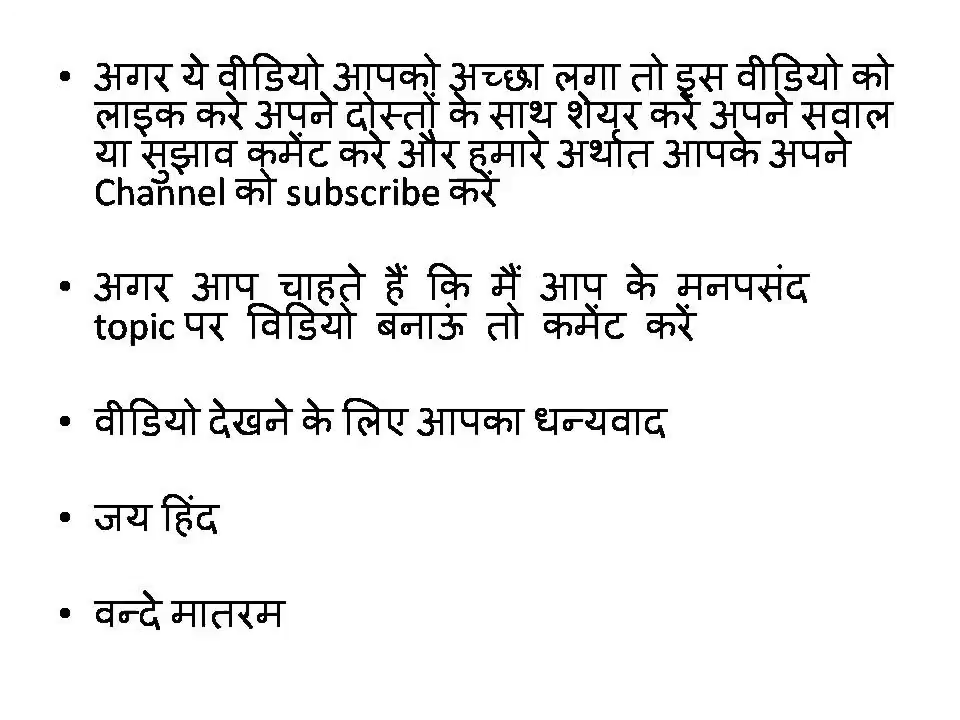 • अगर ये वीडियो आपको अच्छा लगा तो इस वीडियो को
लाइक करे अपने दोस्तों के साथ शेयर करें अपने सवाल
या सुझाव कमेंट करे और हमारे अर्थात आपके अपने
Channel को subscribe करें
• अगर आप चाहते हैं कि मैं आप के मनपसंद
topic पर विडियो बनाऊं तो कमेंट करें
• वीडियो देखने के लिए आपका धन्यवाद
• जय हिंद
• वन्दे मातरम